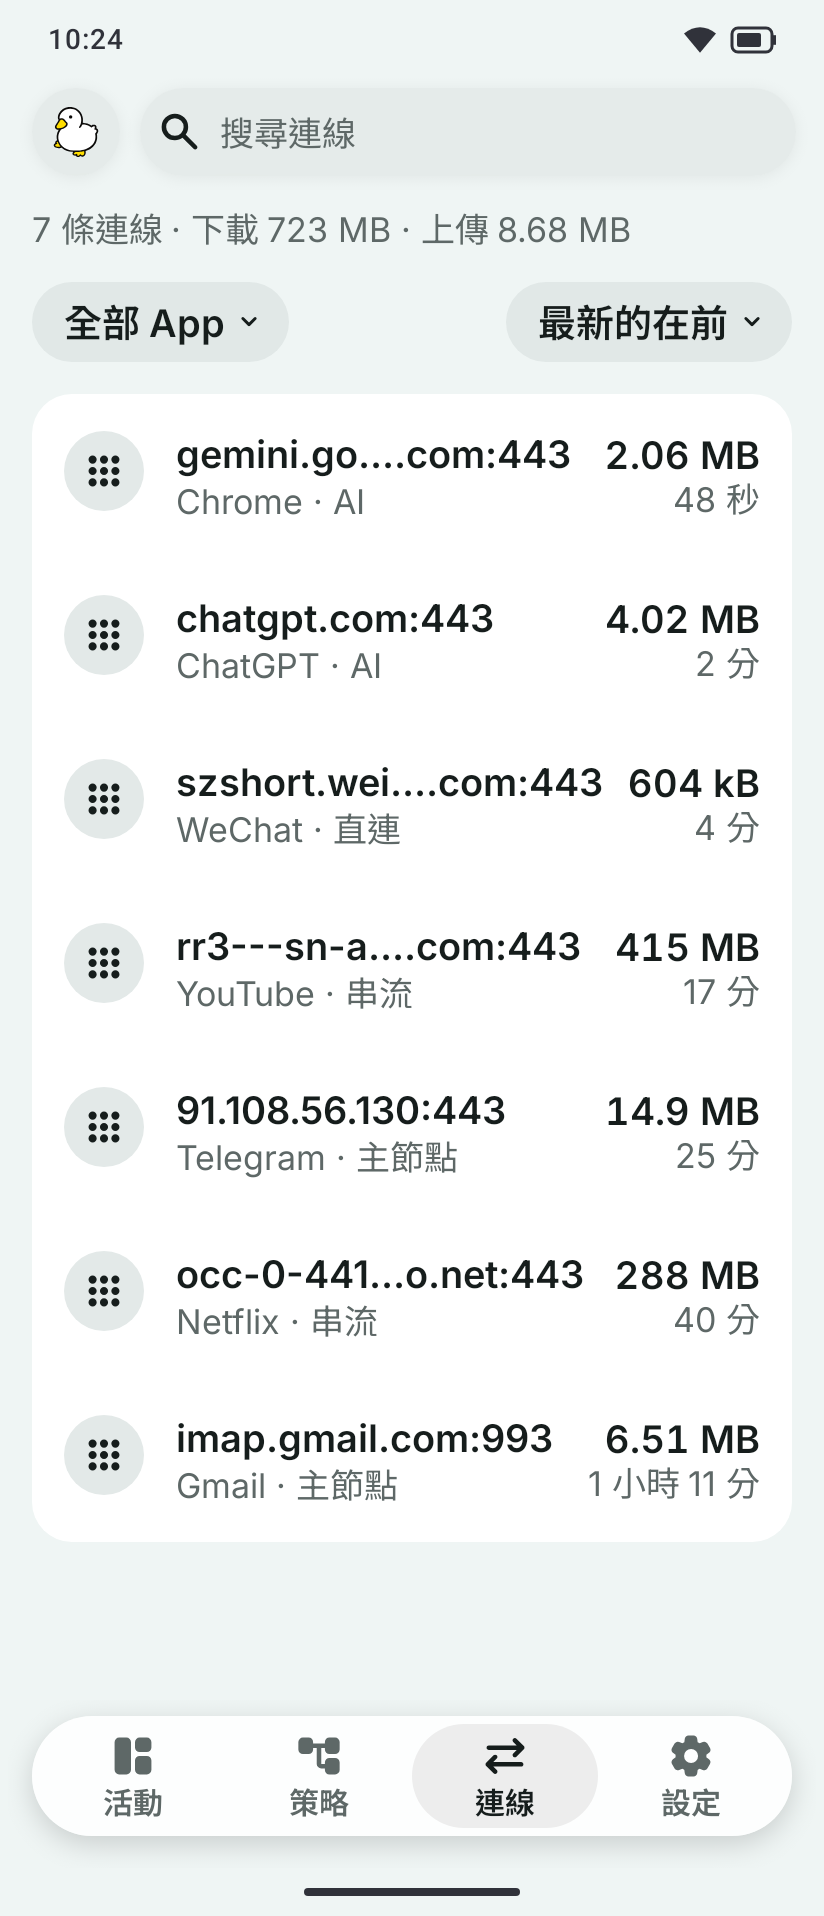 10:24
搜尋連線
7 條連線 · 下載 723 MB · 上傳 8.68 MB
全部 App
最新的在前
gemini.go....com:443 2.06 MB
Chrome · AI 48 秒
chatgpt.com:443 4.02 MB
ChatGPT · AI 2 分
szshort.wei....com:443 604 kB
WeChat · 直連 4 分
rr3---sn-a....com:443 415 MB
YouTube · 串流 17 分
91.108.56.130:443 14.9 MB
Telegram · 主節點 25 分
occ-0-441...o.net:443 288 MB
Netflix · 串流 40 分
imap.gmail.com:993 6.51 MB
Gmail · 主節點 1 小時 11 分
活動 策略 連線 設定